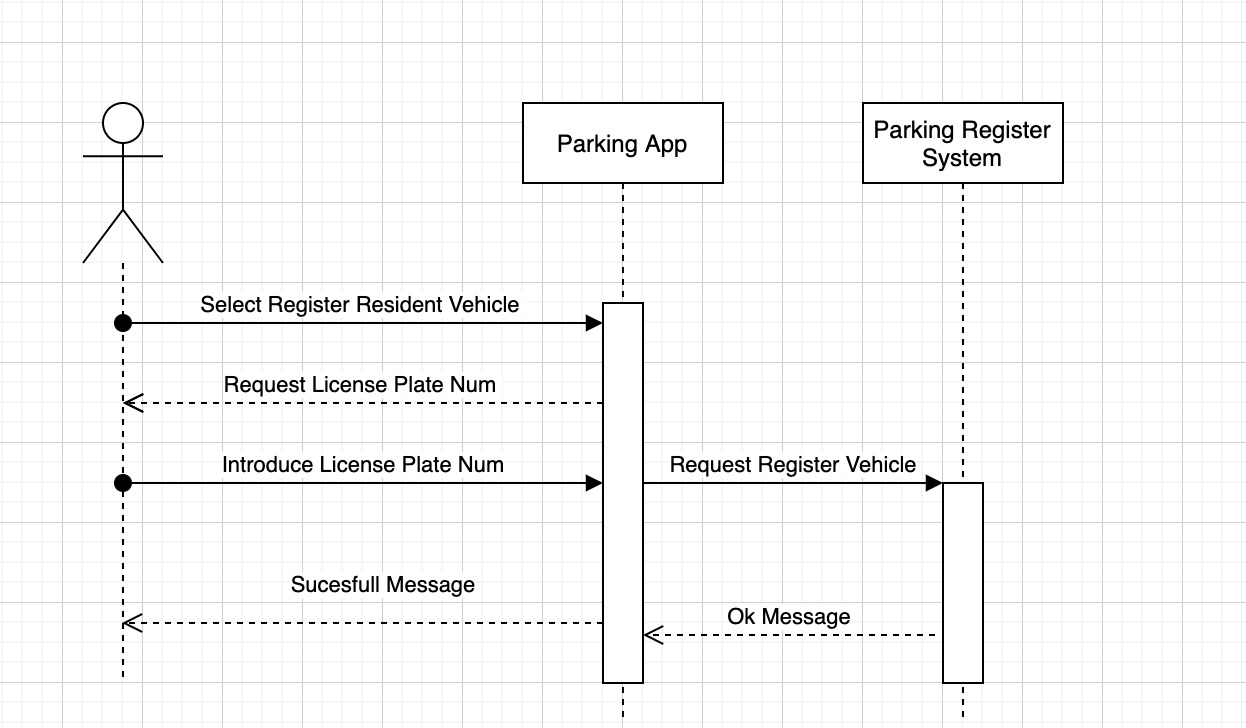 Parking App
Parking Register
System
Select Register Resident Vehicle
Request License Plate Num
Introduce License Plate Num
Request Register Vehicle
Sucesfull Message
Ok Message